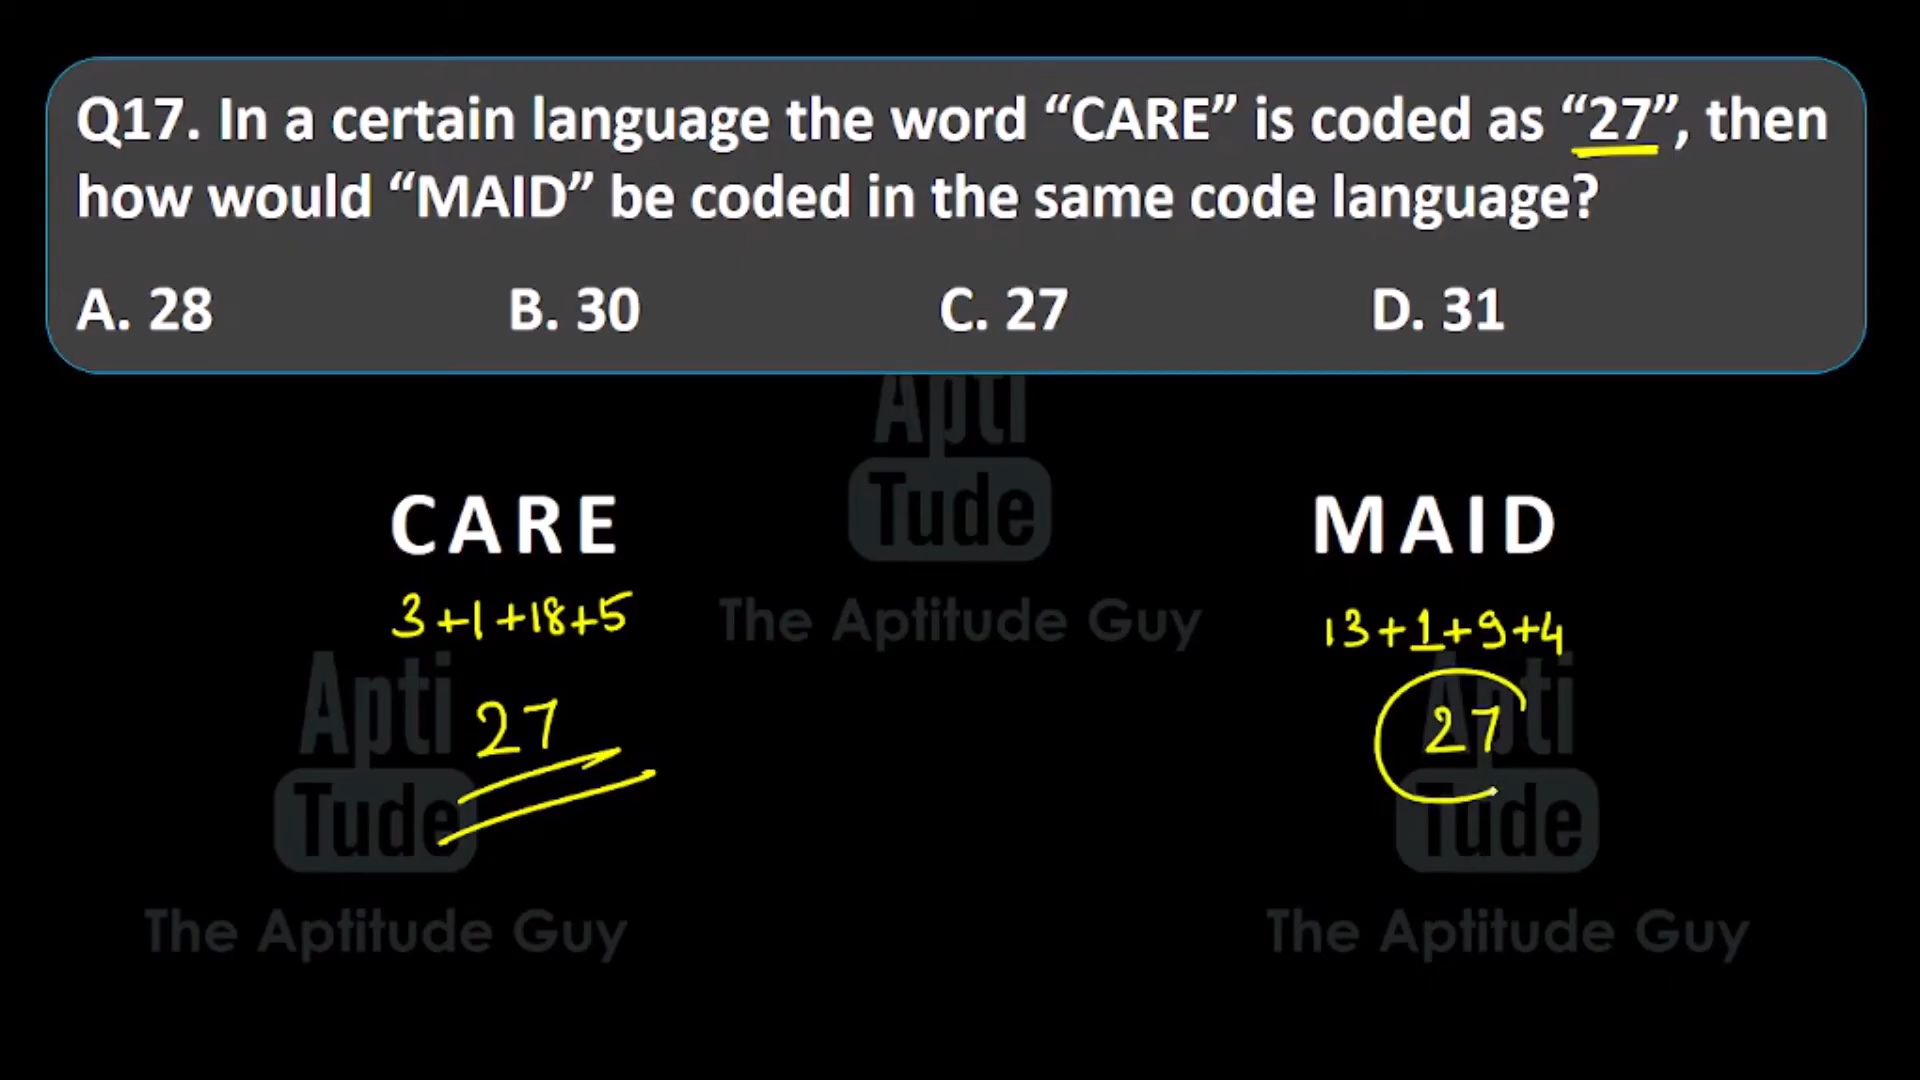 Q17. In a certain language the word “CARE” is coded as “27”, then
how would “MAID” be coded in the same code language?
A. 28 B. 30 C. 27 D. 31
Apti
Tude
The Aptitude Guy
CARE
3+1+18+5
27
MAID
13+1+9+4
27
Apti
Tude
The Aptitude Guy
Apti
Tude
The Aptitude Guy